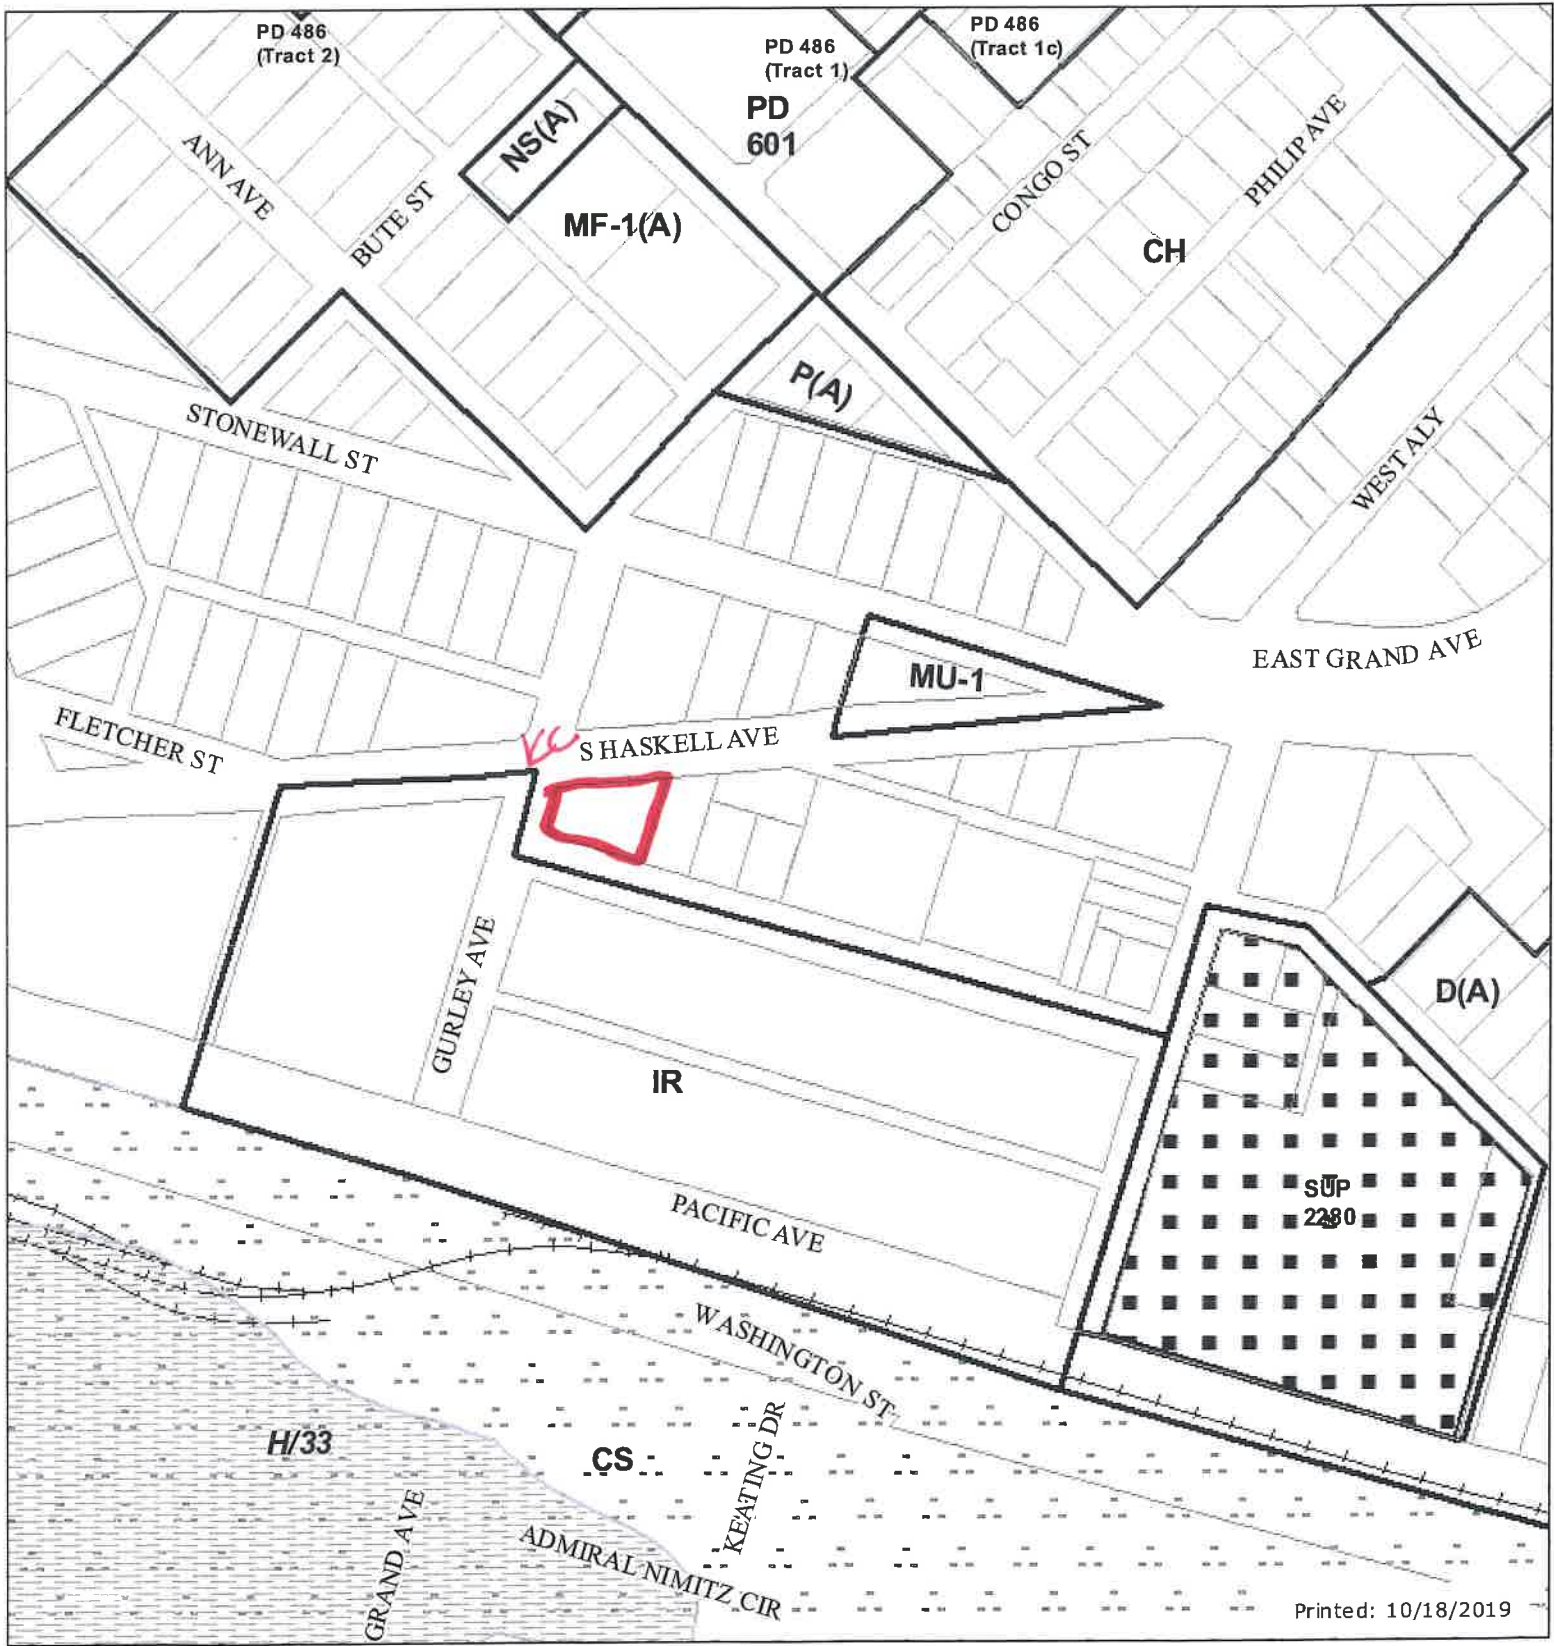 PD 486
(Tract 2)
PD 486
(Tract 1)
PD 486
(Tract 1c)
PD
601
NS(A)
ANN AVE
BUTE ST
MF-1(A)
CONGO ST
PHILIP AVE
CH
P(A)
STONEWALL ST
WEST ALY
EAST GRAND AVE
MU-1
FLETCHER ST
S HASKELL AVE
GURLEY AVE
D(A)
IR
SUP
2280
PACIFIC AVE
WASHINGTON ST
H/33
CS
KEATING DR
GRAND AVE
ADMIRAL NIMITZ CIR
Printed: 10/18/2019